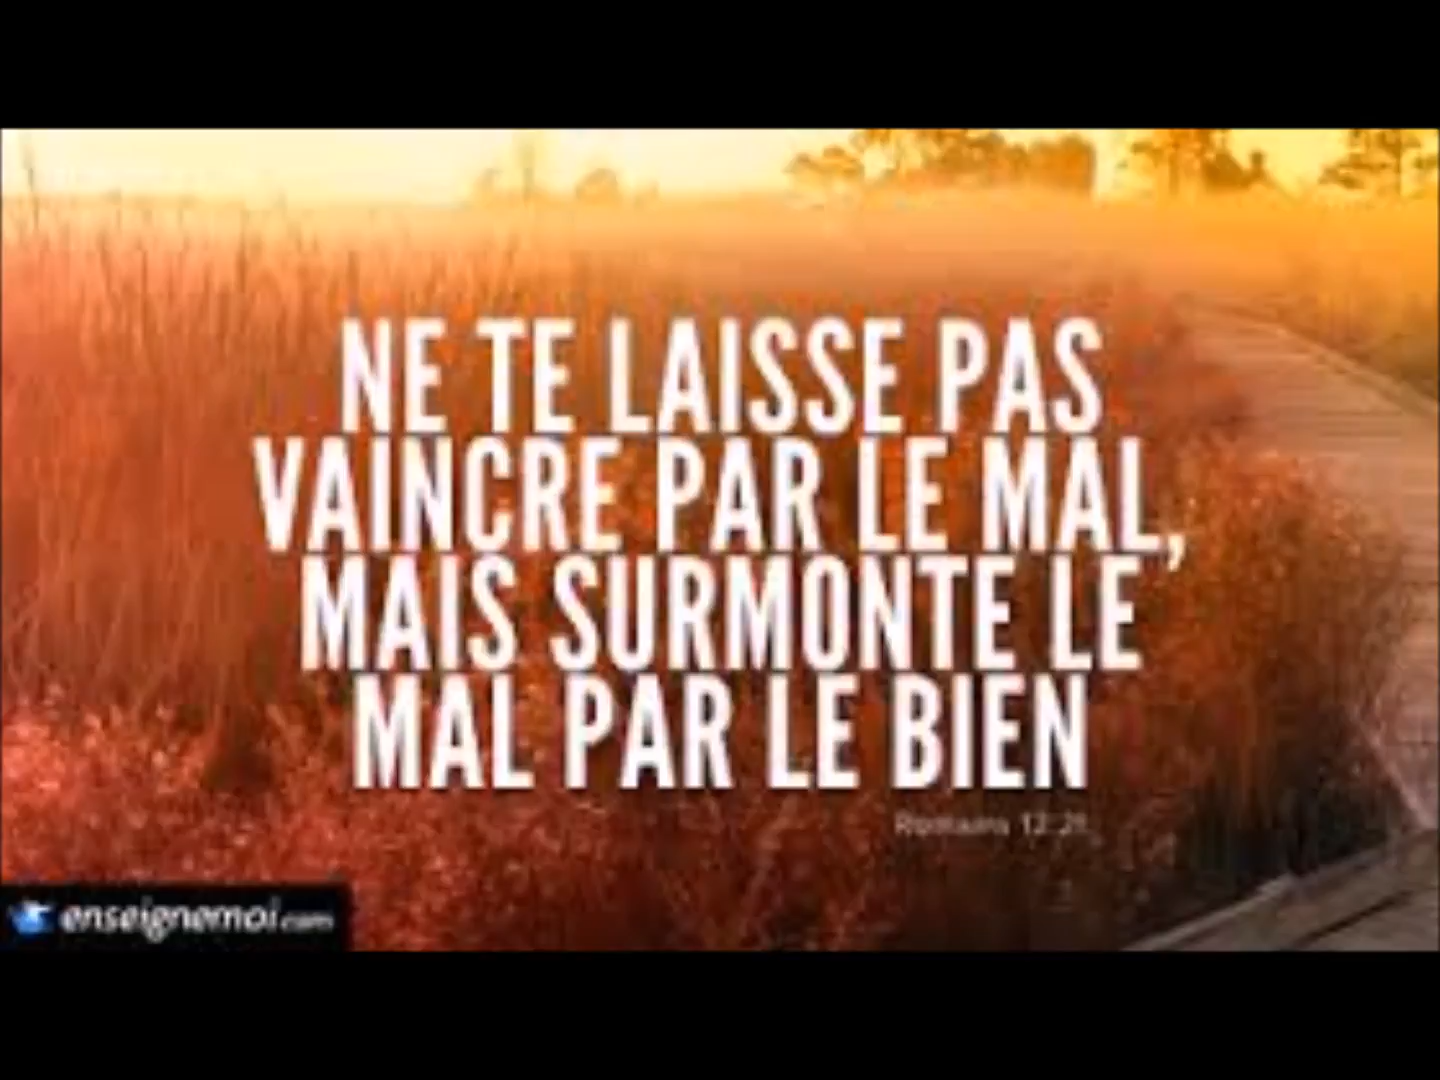 NE TE LAISSE PAS
VAINCRE PAR LE MAL,
MAIS SURMONTE LE
MAL PAR LE BIEN
Romains 12:21
enseignemoi.com